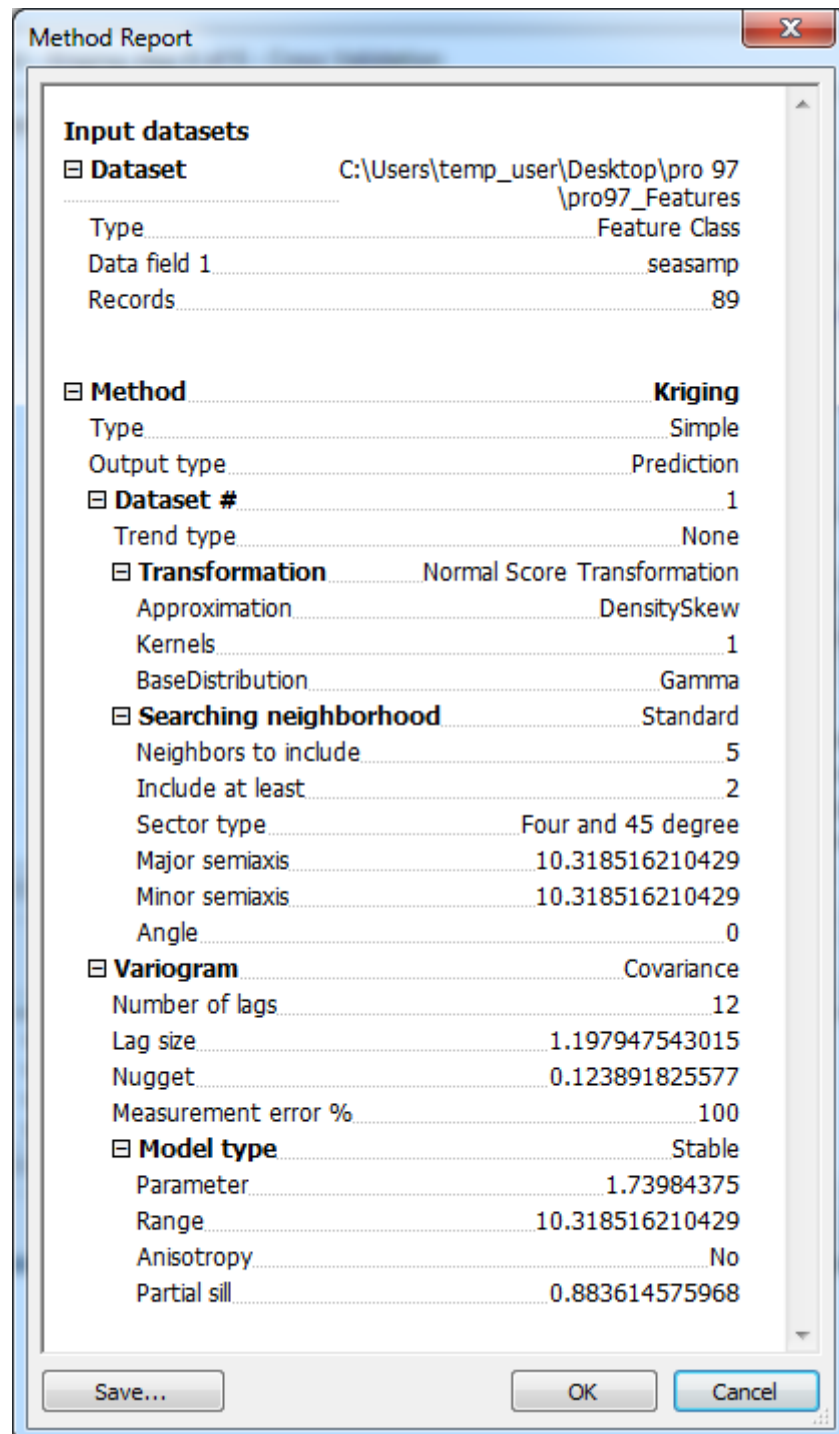 Method Report
Input datasets
Dataset C:\Users\temp_user\Desktop\pro 97
\pro97_Features
Type Feature Class
Data field 1 seasamp
Records 89
Method Kriging
Type Simple
Output type Prediction
Dataset # 1
Trend type None
Transformation Normal Score Transformation
Approximation DensitySkew
Kernels 1
BaseDistribution Gamma
Searching neighborhood Standard
Neighbors to include 5
Include at least 2
Sector type Four and 45 degree
Major semiaxis 10.318516210429
Minor semiaxis 10.318516210429
Angle 0
Variogram Covariance
Number of lags 12
Lag size 1.197947543015
Nugget 0.123891825577
Measurement error % 100
Model type Stable
Parameter 1.73984375
Range 10.318516210429
Anisotropy No
Partial sill 0.883614575968
Save... OK Cancel